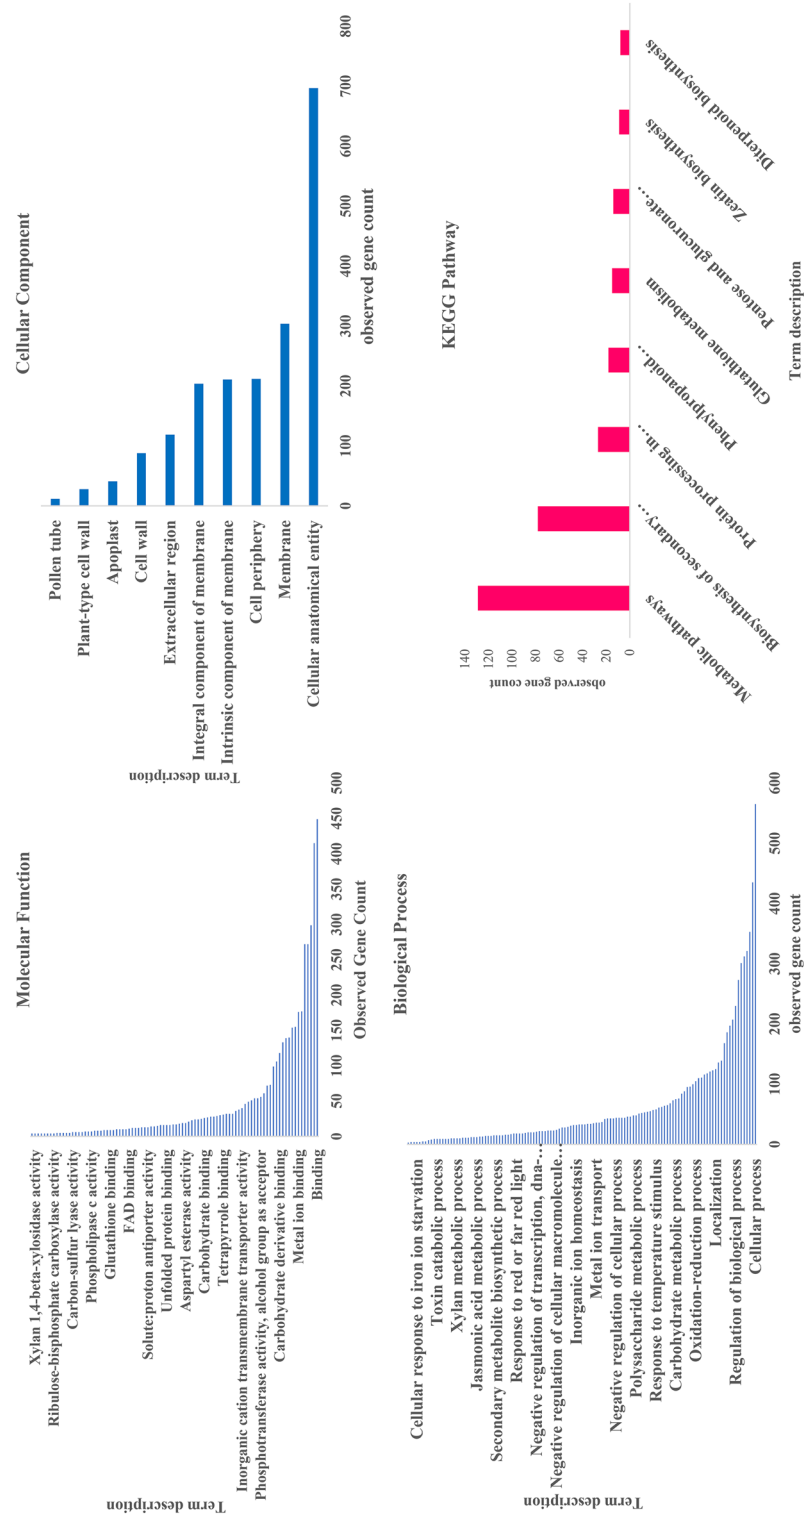 Molecular Function
Term description
Xylan 1,4-beta-xylosidase activity
Ribulose-bisphosphate carboxylase activity
Carbon-sulfur lyase activity
Phospholipase c activity
Glutathione binding
FAD binding
Solute:proton antiporter activity
Unfolded protein binding
Aspartyl esterase activity
Carbohydrate binding
Tetrapyrrole binding
Inorganic cation transmembrane transporter activity
Phosphotransferase activity, alcohol group as acceptor
Carbohydrate derivative binding
Metal ion binding
Binding
0 50 100 150 200 250 300 350 400 450 500
Observed Gene Count
Cellular Component
Term description
Pollen tube
Plant-type cell wall
Apoplast
Cell wall
Extracellular region
Integral component of membrane
Intrinsic component of membrane
Cell periphery
Membrane
Cellular anatomical entity
0 100 200 300 400 500 600 700 800
observed gene count
Biological Process
Term description
Cellular response to iron ion starvation
Toxin catabolic process
Xylan metabolic process
Jasmonic acid metabolic process
Secondary metabolite biosynthetic process
Response to red or far red light
Negative regulation of transcription, dna-…
Negative regulation of cellular macromolecule…
Inorganic ion homeostasis
Metal ion transport
Negative regulation of cellular process
Polysaccharide metabolic process
Response to temperature stimulus
Carbohydrate metabolic process
Oxidation-reduction process
Localization
Regulation of biological process
Cellular process
0 100 200 300 400 500 600
observed gene count
KEGG Pathway
observed gene count
140
120
100
80
60
40
20
0
Metabolic pathways
Biosynthesis of secondary…
Protein processing in…
Phenylpropanoid…
Glutathione metabolism
Pentose and glucuronate…
Zeatin biosynthesis
Diterpenoid biosynthesis
Term description